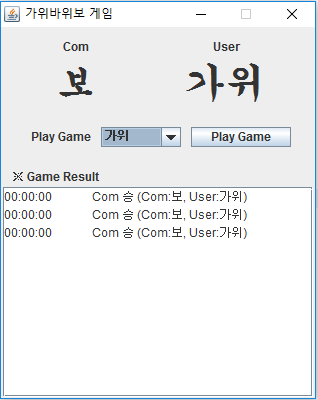 가위바위보 게임
Com User
보 가위
Play Game 가위 Play Game
※ Game Result
00:00:00 Com 승 (Com:보, User:가위)
00:00:00 Com 승 (Com:보, User:가위)
00:00:00 Com 승 (Com:보, User:가위)